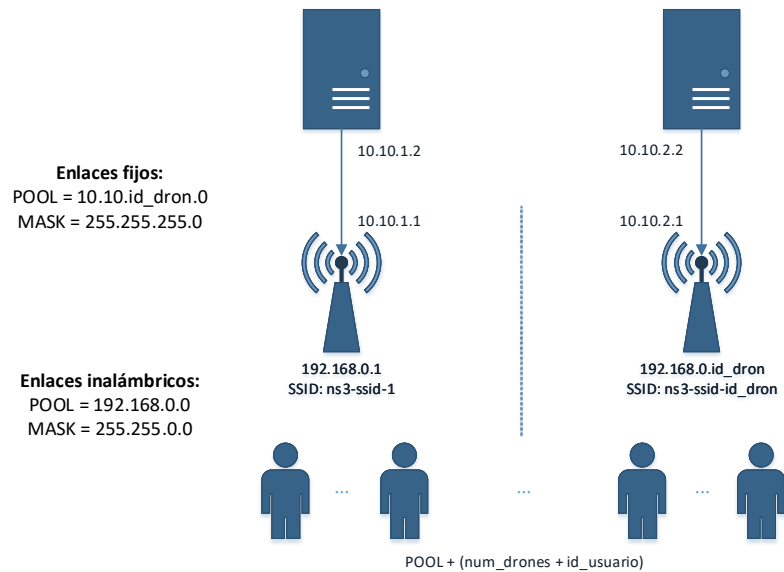 10.10.1.2
10.10.2.2
Enlaces fijos:
POOL = 10.10.id_dron.0
MASK = 255.255.255.0
10.10.1.1
10.10.2.1
192.168.0.1
SSID: ns3-ssid-1
192.168.0.id_dron
SSID: ns3-ssid-id_dron
Enlaces inalámbricos:
POOL = 192.168.0.0
MASK = 255.255.0.0
...
...
...
POOL + (num_drones + id_usuario)